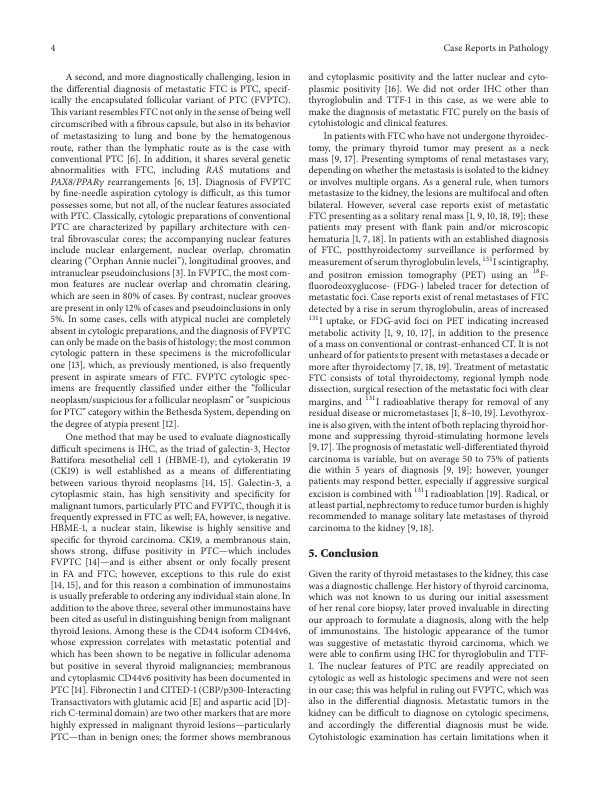 4
Case Reports in Pathology
A second, and more diagnostically challenging, lesion in
the differential diagnosis of metastatic FTC is PTC, specif-
ically the encapsulated follicular variant of PTC (FVPTC).
This variant resembles FTC not only in the sense of being well
circumscribed with a fibrous capsule, but also in its behavior
of metastasizing to lung and bone by the hematogenous
route, rather than the lymphatic route as is the case with
conventional PTC [6]. In addition, it shares several genetic
abnormalities with FTC, including RAS mutations and
PAX8/PPARγ rearrangements [6, 13]. Diagnosis of FVPTC
by fine-needle aspiration cytology is difficult, as this tumor
possesses some, but not all, of the nuclear features associated
with PTC. Classically, cytologic preparations of conventional
PTC are characterized by papillary architecture with cen-
tral fibrovascular cores; the accompanying nuclear features
include nuclear enlargement, nuclear overlap, chromatin
clearing (“Orphan Annie nuclei”), longitudinal grooves, and
intranuclear pseudoinclusions [3]. In FVPTC, the most com-
mon features are nuclear overlap and chromatin clearing,
which are seen in 80% of cases. By contrast, nuclear grooves
are present in only 12% of cases and pseudoinclusions in only
5%. In some cases, cells with atypical nuclei are completely
absent in cytologic preparations, and the diagnosis of FVPTC
can only be made on the basis of histology; the most common
cytologic pattern in these specimens is the microfollicular
one [13], which, as previously mentioned, is also frequently
present in aspirate smears of FTC. FVPTC cytologic spec-
imens are frequently classified under either the “follicular
neoplasm/suspicious for a follicular neoplasm” or “suspicious
for PTC” category within the Bethesda System, depending on
the degree of atypia present [12].
One method that may be used to evaluate diagnostically
difficult specimens is IHC, as the triad of galectin-3, Hector
Battifora mesothelial cell 1 (HBME-1), and cytokeratin 19
(CK19) is well established as a means of differentiating
between various thyroid neoplasms [14, 15]. Galectin-3, a
cytoplasmic stain, has high sensitivity and specificity for
malignant tumors, particularly PTC and FVPTC, though it is
frequently expressed in FTC as well; FA, however, is negative.
HBME-1, a nuclear stain, likewise is highly sensitive and
specific for thyroid carcinoma. CK19, a membranous stain,
shows strong, diffuse positivity in PTC—which includes
FVPTC [14]—and is either absent or only focally present
in FA and FTC; however, exceptions to this rule do exist
[14, 15], and for this reason a combination of immunostains
is usually preferable to ordering any individual stain alone. In
addition to the above three, several other immunostains have
been cited as useful in distinguishing benign from malignant
thyroid lesions. Among these is the CD44 isoform CD44v6,
whose expression correlates with metastatic potential and
which has been shown to be negative in follicular adenoma
but positive in several thyroid malignancies; membranous
and cytoplasmic CD44v6 positivity has been documented in
PTC [14]. Fibronectin I and CITED-1 (CBP/p300-Interacting
Transactivators with glutamic acid [E] and aspartic acid [D]-
rich C-terminal domain) are two other markers that are more
highly expressed in malignant thyroid lesions—particularly
PTC—than in benign ones; the former shows membranous
and cytoplasmic positivity and the latter nuclear and cyto-
plasmic positivity [16]. We did not order IHC other than
thyroglobulin and TTF-1 in this case, as we were able to
make the diagnosis of metastatic FTC purely on the basis of
cytohistologic and clinical features.
In patients with FTC who have not undergone thyroidec-
tomy, the primary thyroid tumor may present as a neck
mass [9, 17]. Presenting symptoms of renal metastases vary,
depending on whether the metastasis is isolated to the kidney
or involves multiple organs. As a general rule, when tumors
metastasize to the kidney, the lesions are multifocal and often
bilateral. However, several case reports exist of metastatic
FTC presenting as a solitary renal mass [1, 9, 10, 18, 19]; these
patients may present with flank pain and/or microscopic
hematuria [1, 7, 18]. In patients with an established diagnosis
of FTC, postthyroidectomy surveillance is performed by
measurement of serum thyroglobulin levels, ¹³¹I scintigraphy,
and positron emission tomography (PET) using an ¹⁸F-
fluorodeoxyglucose- (FDG-) labeled tracer for detection of
metastatic foci. Case reports exist of renal metastases of FTC
detected by a rise in serum thyroglobulin, areas of increased
¹³¹I uptake, or FDG-avid foci on PET indicating increased
metabolic activity [1, 9, 10, 17], in addition to the presence
of a mass on conventional or contrast-enhanced CT. It is not
unheard of for patients to present with metastases a decade or
more after thyroidectomy [7, 18, 19]. Treatment of metastatic
FTC consists of total thyroidectomy, regional lymph node
dissection, surgical resection of the metastatic foci with clear
margins, and ¹³¹I radioablative therapy for removal of any
residual disease or micrometastases [1, 8–10, 19]. Levothyrox-
ine is also given, with the intent of both replacing thyroid hor-
mone and suppressing thyroid-stimulating hormone levels
[9, 17]. The prognosis of metastatic well-differentiated thyroid
carcinoma is variable, but on average 50 to 75% of patients
die within 5 years of diagnosis [9, 19]; however, younger
patients may respond better, especially if aggressive surgical
excision is combined with ¹³¹I radioablation [19]. Radical, or
at least partial, nephrectomy to reduce tumor burden is highly
recommended to manage solitary late metastases of thyroid
carcinoma to the kidney [9, 18].
5. Conclusion
Given the rarity of thyroid metastases to the kidney, this case
was a diagnostic challenge. Her history of thyroid carcinoma,
which was not known to us during our initial assessment
of her renal core biopsy, later proved invaluable in directing
our approach to formulate a diagnosis, along with the help
of immunostains. The histologic appearance of the tumor
was suggestive of metastatic thyroid carcinoma, which we
were able to confirm using IHC for thyroglobulin and TTF-
1. The nuclear features of PTC are readily appreciated on
cytologic as well as histologic specimens and were not seen
in our case; this was helpful in ruling out FVPTC, which was
also in the differential diagnosis. Metastatic tumors in the
kidney can be difficult to diagnose on cytologic specimens,
and accordingly the differential diagnosis must be wide.
Cytohistologic examination has certain limitations when it